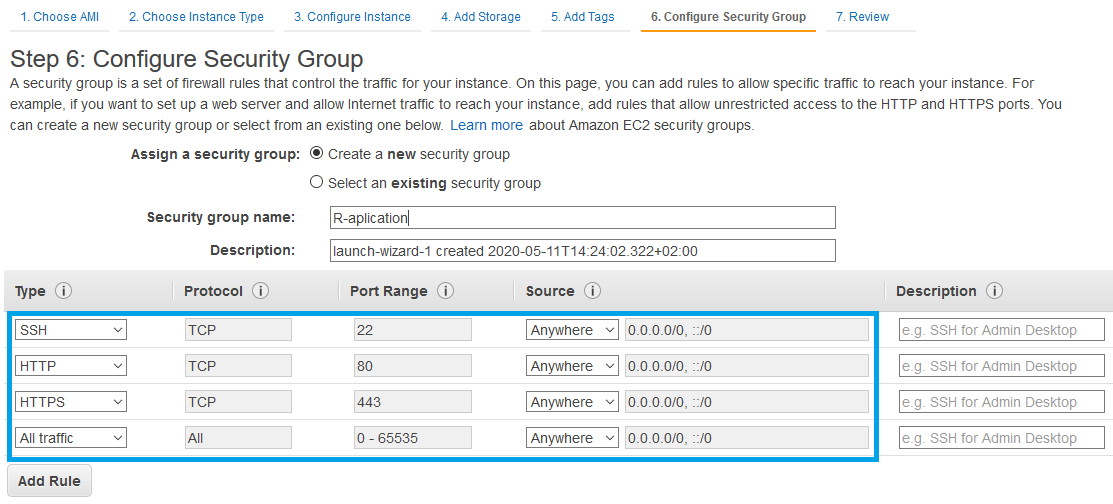 1. Choose AMI 2. Choose Instance Type 3. Configure Instance 4. Add Storage 5. Add Tags 6. Configure Security Group 7. Review
Step 6: Configure Security Group
A security group is a set of firewall rules that control the traffic for your instance. On this page, you can add rules to allow specific traffic to reach your instance. For
example, if you want to set up a web server and allow Internet traffic to reach your instance, add rules that allow unrestricted access to the HTTP and HTTPS ports. You
can create a new security group or select from an existing one below. Learn more about Amazon EC2 security groups.
Assign a security group: Create a new security group
Select an existing security group
Security group name: R-aplication
Description: launch-wizard-1 created 2020-05-11T14:24:02.322+02:00
Type i Protocol i Port Range i Source i Description i
SSH TCP 22 Anywhere 0.0.0.0/0, ::/0 e.g. SSH for Admin Desktop
HTTP TCP 80 Anywhere 0.0.0.0/0, ::/0 e.g. SSH for Admin Desktop
HTTPS TCP 443 Anywhere 0.0.0.0/0, ::/0 e.g. SSH for Admin Desktop
All traffic All 0 - 65535 Anywhere 0.0.0.0/0, ::/0 e.g. SSH for Admin Desktop
Add Rule